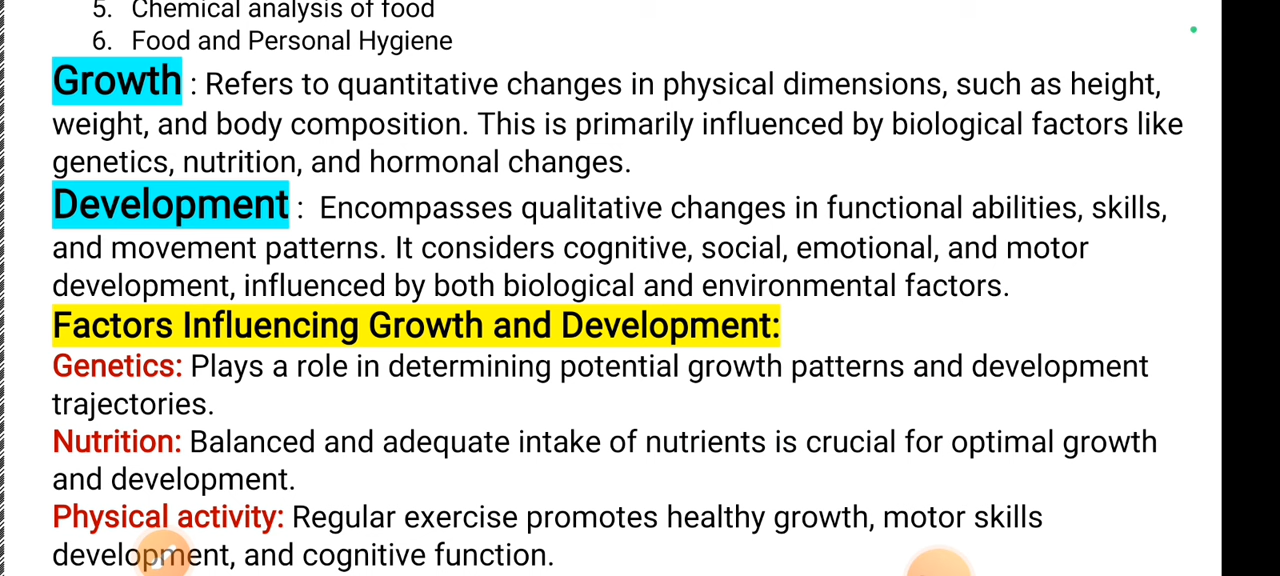 5. Chemical analysis of food
6. Food and Personal Hygiene
Growth : Refers to quantitative changes in physical dimensions, such as height,
weight, and body composition. This is primarily influenced by biological factors like
genetics, nutrition, and hormonal changes.
Development : Encompasses qualitative changes in functional abilities, skills,
and movement patterns. It considers cognitive, social, emotional, and motor
development, influenced by both biological and environmental factors.
Factors Influencing Growth and Development:
Genetics: Plays a role in determining potential growth patterns and development
trajectories.
Nutrition: Balanced and adequate intake of nutrients is crucial for optimal growth
and development.
Physical activity: Regular exercise promotes healthy growth, motor skills
development, and cognitive function.